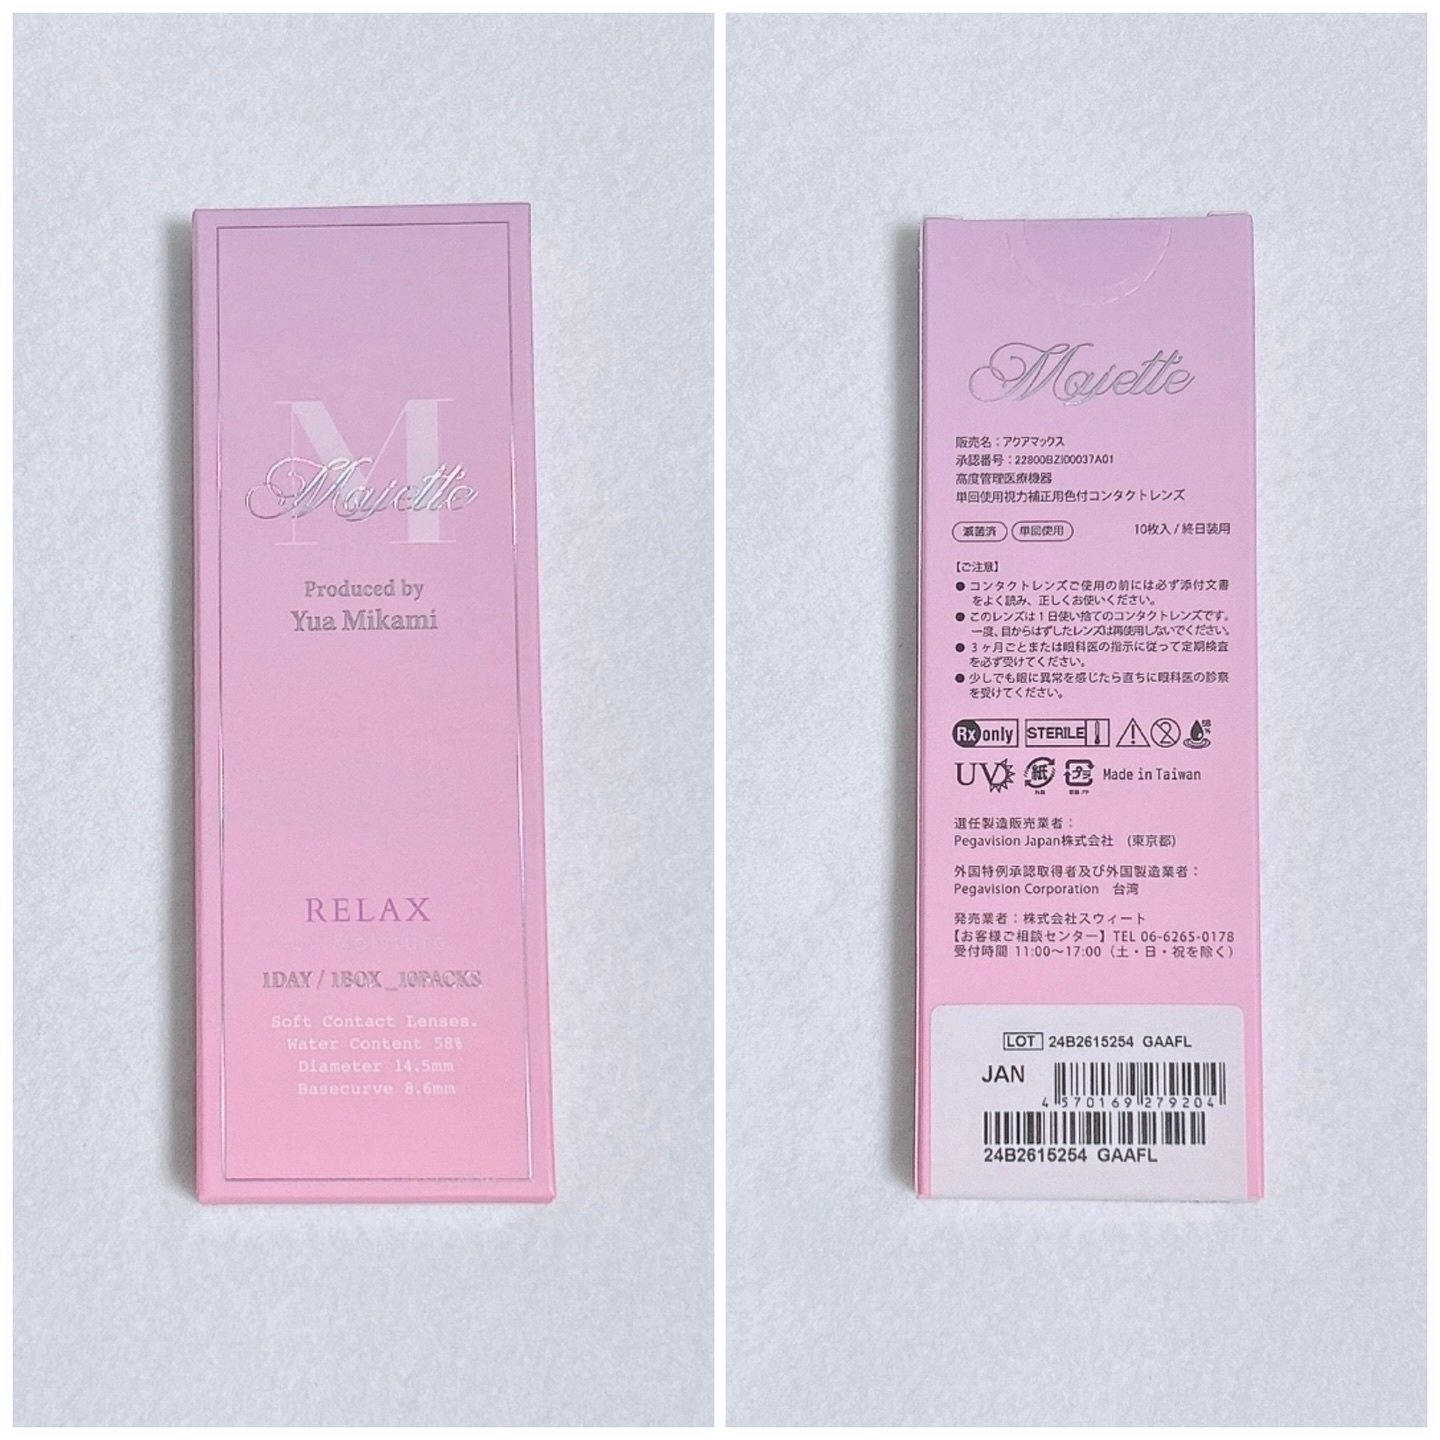 M
Majette
Produced by
Yua Mikami
RELAX
1DAY / 1BOX_10PACKS
Soft Contact Lenses.
Water Content 58%
Diameter 14.5mm
Basecurve 8.6mm
Majette
販売名：アクアマックス
承認番号：22800BZI00037A01
高度管理医療機器
単回使用視力補正用色付コンタクトレンズ
滅菌済 単回使用 10枚入 / 終日装用
【ご注意】
● コンタクトレンズご使用の前には必ず添付文書
をよく読み、正しくお使いください。
● このレンズは1日使い捨てのコンタクトレンズです。
一度、目からはずしたレンズは再使用しないでください。
● 3ヶ月ごとまたは眼科医の指示に従って定期検査
を必ず受けてください。
● 少しでも眼に異常を感じたら直ちに眼科医の診察
を受けてください。
Rx only STERILE 2 58%
UV 紙 プラ Made in Taiwan
選任製造販売業者：
Pegavision Japan株式会社 (東京都)
外国特例承認取得者及び外国製造業者：
Pegavision Corporation 台湾
発売業者：株式会社スウィート
【お客様ご相談センター】TEL 06-6265-0178
受付時間 11:00～17:00（土・日・祝を除く）
LOT 24B2615254 GAAFL
JAN
4 570169 279204
24B2615254 GAAFL